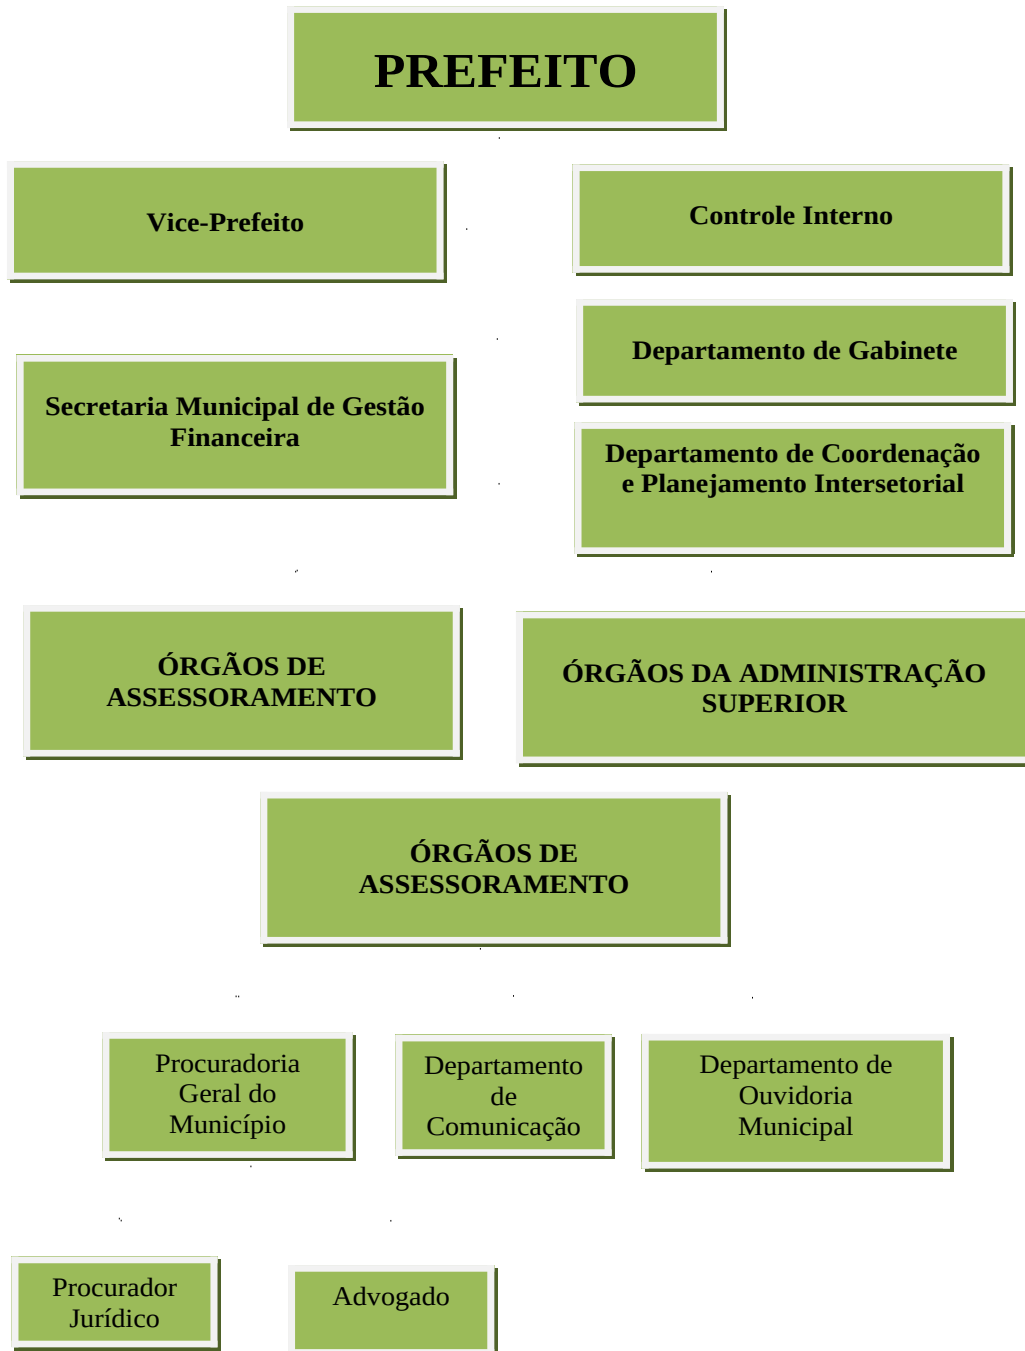 PREFEITO
Vice-Prefeito
Controle Interno
Departamento de Gabinete
Secretaria Municipal de Gestão
Financeira
Departamento de Coordenação
e Planejamento Intersetorial
ÓRGÃOS DE
ASSESSORAMENTO
ÓRGÃOS DA ADMINISTRAÇÃO
SUPERIOR
ÓRGÃOS DE
ASSESSORAMENTO
Procuradoria
Geral do
Município
Departamento
de
Comunicação
Departamento de
Ouvidoria
Municipal
Procurador
Jurídico
Advogado